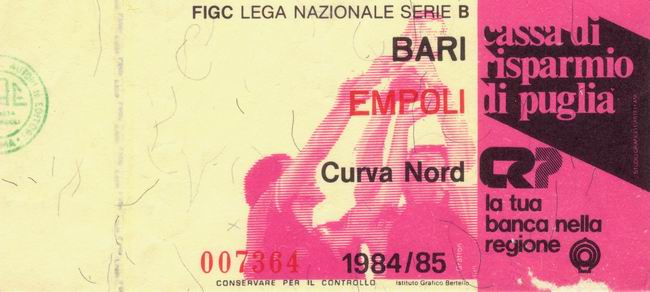 FIGC LEGA NAZIONALE SERIE B
BARI
EMPOLI
Curva Nord
007364
1984/85
CONSERVARE PER IL CONTROLLO
Istituto Grafico Bertello
cassa di
risparmio
di puglia
CRP
la tua
banca nella
regione